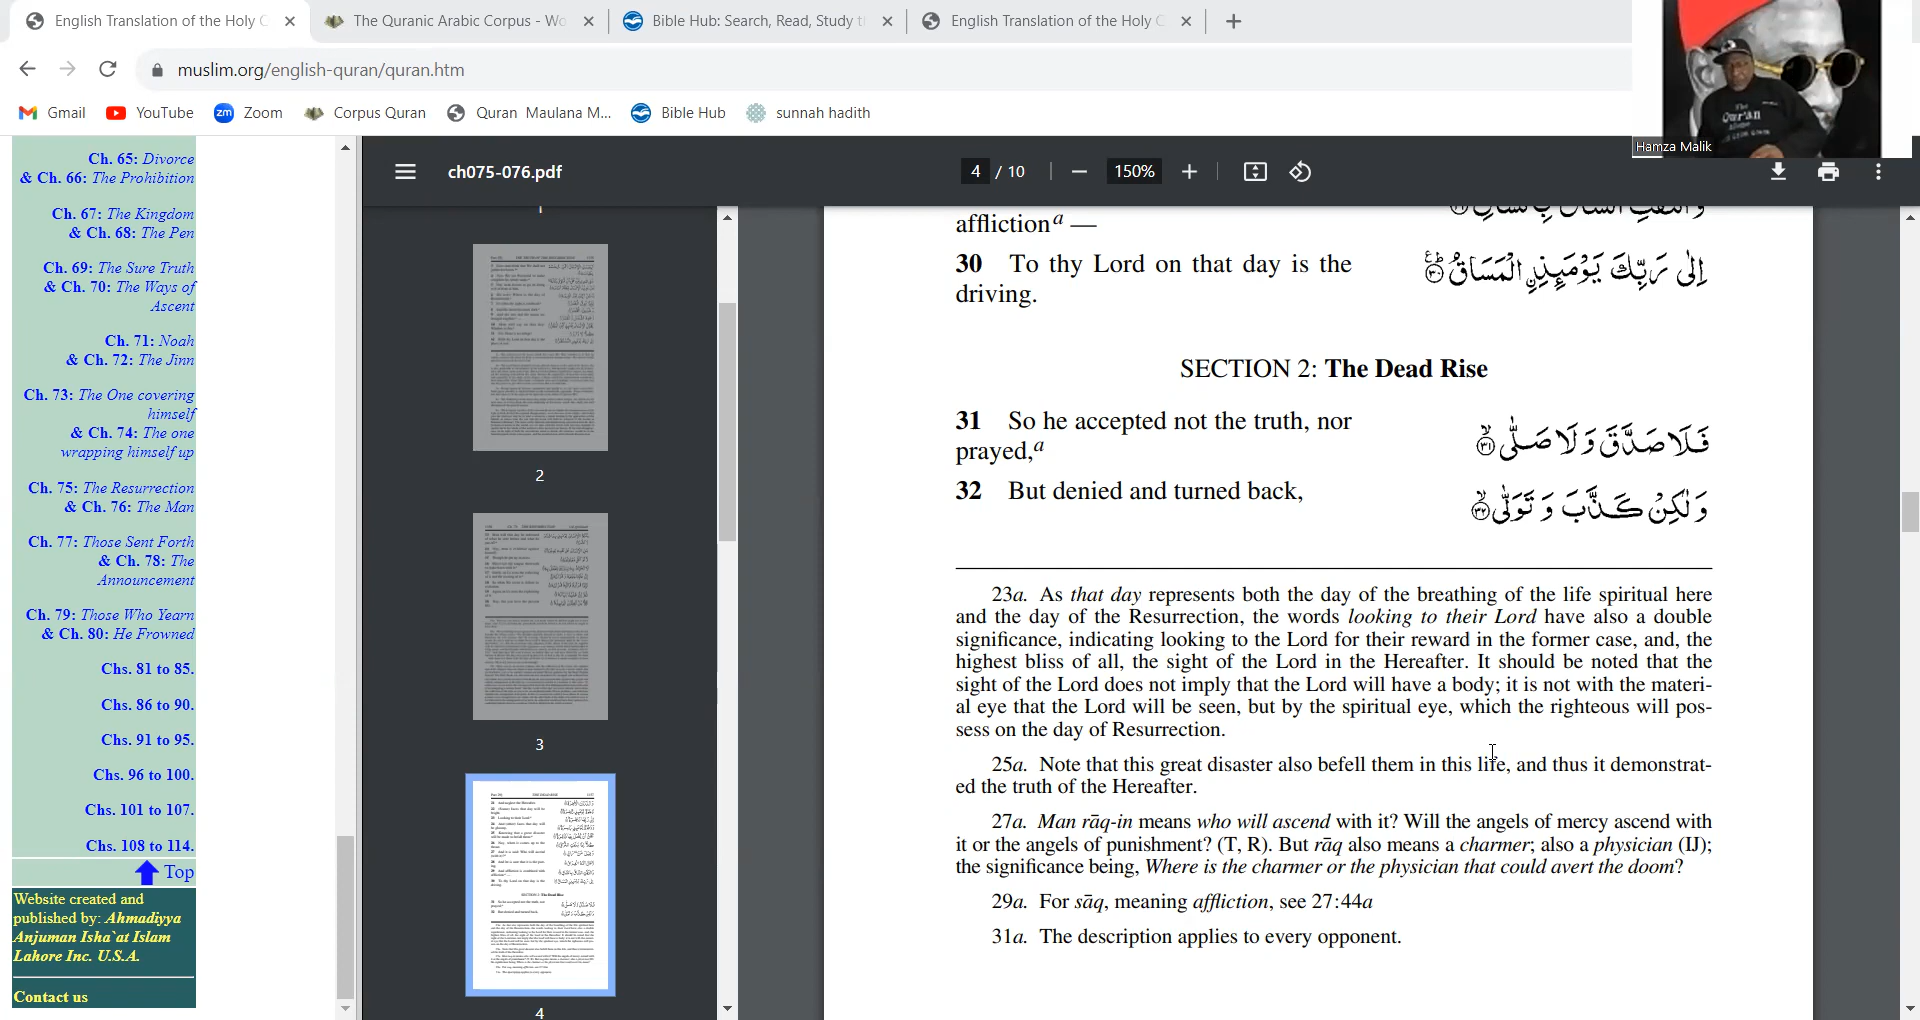 English Translation of the Holy C
The Quranic Arabic Corpus - Wo
Bible Hub: Search, Read, Study t
English Translation of the Holy C
muslim.org/english-quran/quran.htm
Gmail
YouTube
zm Zoom
Corpus Quran
Quran Maulana M...
Bible Hub
sunnah hadith
Hamza Malik
The
Qur'an
Ch. 65: Divorce
& Ch. 66: The Prohibition
Ch. 67: The Kingdom
& Ch. 68: The Pen
Ch. 69: The Sure Truth
& Ch. 70: The Ways of
Ascent
Ch. 71: Noah
& Ch. 72: The Jinn
Ch. 73: The One covering
himself
& Ch. 74: The one
wrapping himself up
Ch. 75: The Resurrection
& Ch. 76: The Man
Ch. 77: Those Sent Forth
& Ch. 78: The
Announcement
Ch. 79: Those Who Yearn
& Ch. 80: He Frowned
Chs. 81 to 85.
Chs. 86 to 90.
Chs. 91 to 95.
Chs. 96 to 100.
Chs. 101 to 107.
Chs. 108 to 114.
Top
Website created and
published by: Ahmadiyya
Anjuman Isha`at Islam
Lahore Inc. U.S.A.
Contact us
ch075-076.pdf
4 / 10
150%
2
3
4
affliction a —
30 To thy Lord on that day is the
driving.
اِلٰى رَبِّكَ يَوْمَئِذِ ِۨالْمَسَاقُ ۳۰
SECTION 2: The Dead Rise
31 So he accepted not the truth, nor
prayed,a
فَلَا صَدَّقَ وَلَا صَلّٰى ۳۱
32 But denied and turned back,
وَلٰكِنْ كَذَّبَ وَ تَوَلّٰى ۳۲
23a. As that day represents both the day of the breathing of the life spiritual here
and the day of the Resurrection, the words looking to their Lord have also a double
significance, indicating looking to the Lord for their reward in the former case, and, the
highest bliss of all, the sight of the Lord in the Hereafter. It should be noted that the
sight of the Lord does not imply that the Lord will have a body; it is not with the materi-
al eye that the Lord will be seen, but by the spiritual eye, which the righteous will pos-
sess on the day of Resurrection.
25a. Note that this great disaster also befell them in this life, and thus it demonstrat-
ed the truth of the Hereafter.
27a. Man rāq-in means who will ascend with it? Will the angels of mercy ascend with
it or the angels of punishment? (T, R). But rāq also means a charmer; also a physician (IJ);
the significance being, Where is the charmer or the physician that could avert the doom?
29a. For sāq, meaning affliction, see 27:44a
31a. The description applies to every opponent.